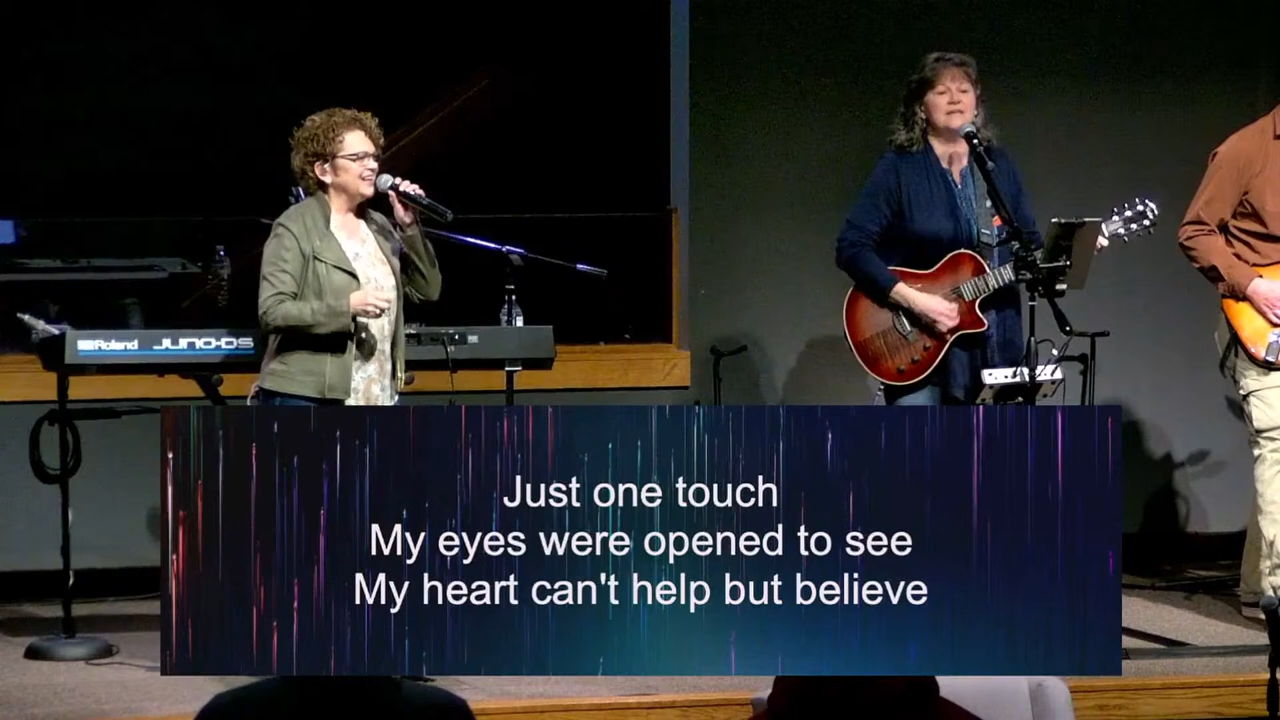 Roland JUNO-DS
Just one touch
My eyes were opened to see
My heart can't help but believe